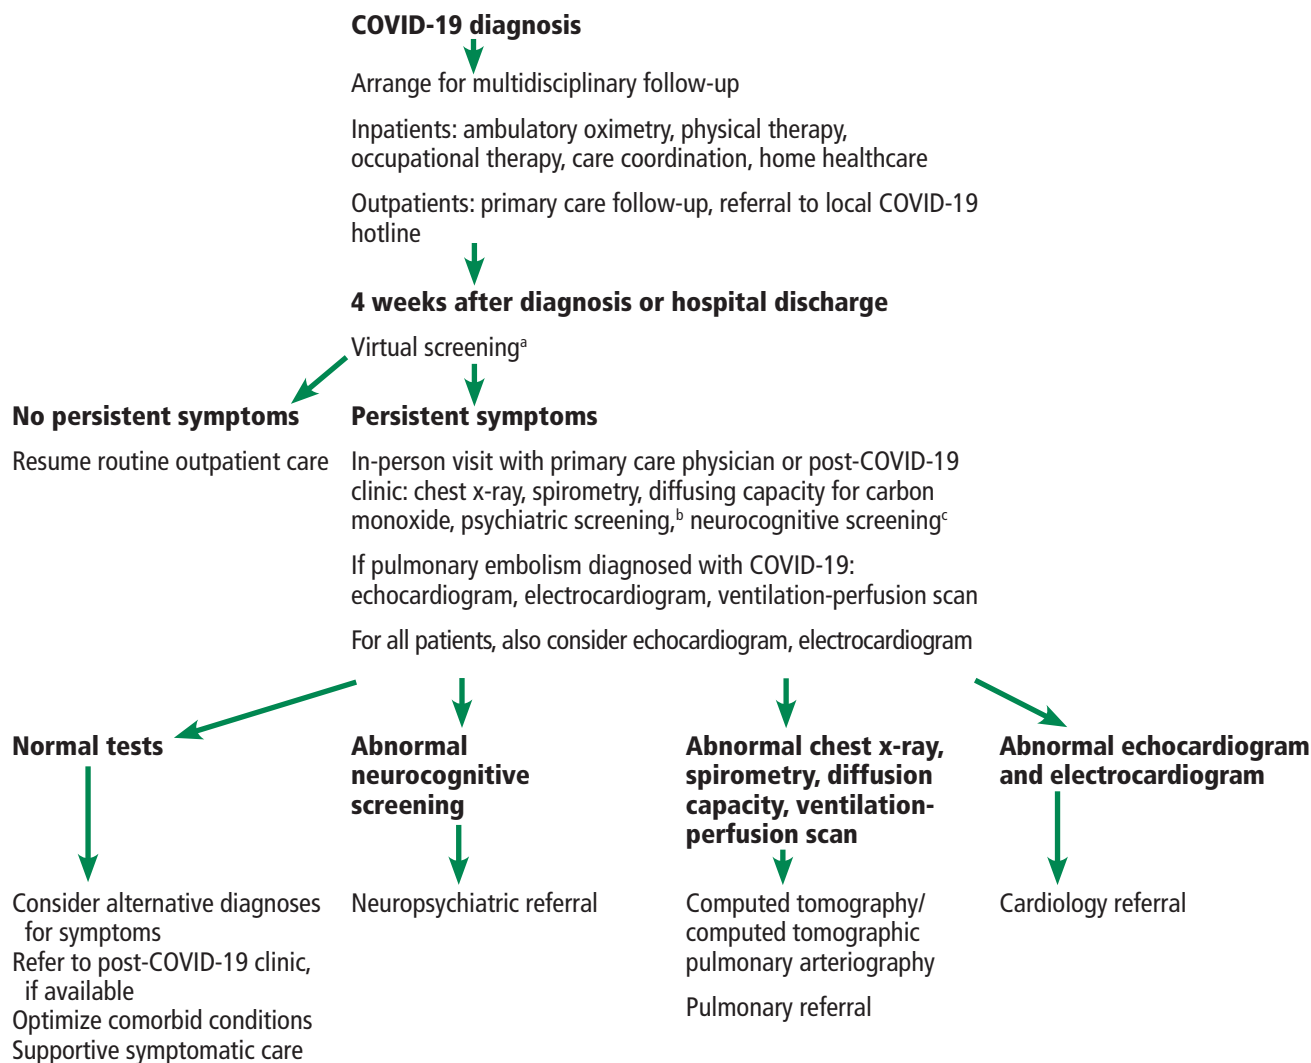 COVID-19 diagnosis
Arrange for multidisciplinary follow-up
Inpatients: ambulatory oximetry, physical therapy,
occupational therapy, care coordination, home healthcare
Outpatients: primary care follow-up, referral to local COVID-19
hotline
4 weeks after diagnosis or hospital discharge
Virtual screeningᵃ
No persistent symptoms
Resume routine outpatient care
Persistent symptoms
In-person visit with primary care physician or post-COVID-19
clinic: chest x-ray, spirometry, diffusing capacity for carbon
monoxide, psychiatric screening,ᵇ neurocognitive screeningᶜ
If pulmonary embolism diagnosed with COVID-19:
echocardiogram, electrocardiogram, ventilation-perfusion scan
For all patients, also consider echocardiogram, electrocardiogram
Normal tests
Consider alternative diagnoses
for symptoms
Refer to post-COVID-19 clinic,
if available
Optimize comorbid conditions
Supportive symptomatic care
Abnormal
neurocognitive
screening
Neuropsychiatric referral
Abnormal chest x-ray,
spirometry, diffusion
capacity, ventilation-
perfusion scan
Computed tomography/
computed tomographic
pulmonary arteriography
Pulmonary referral
Abnormal echocardiogram
and electrocardiogram
Cardiology referral